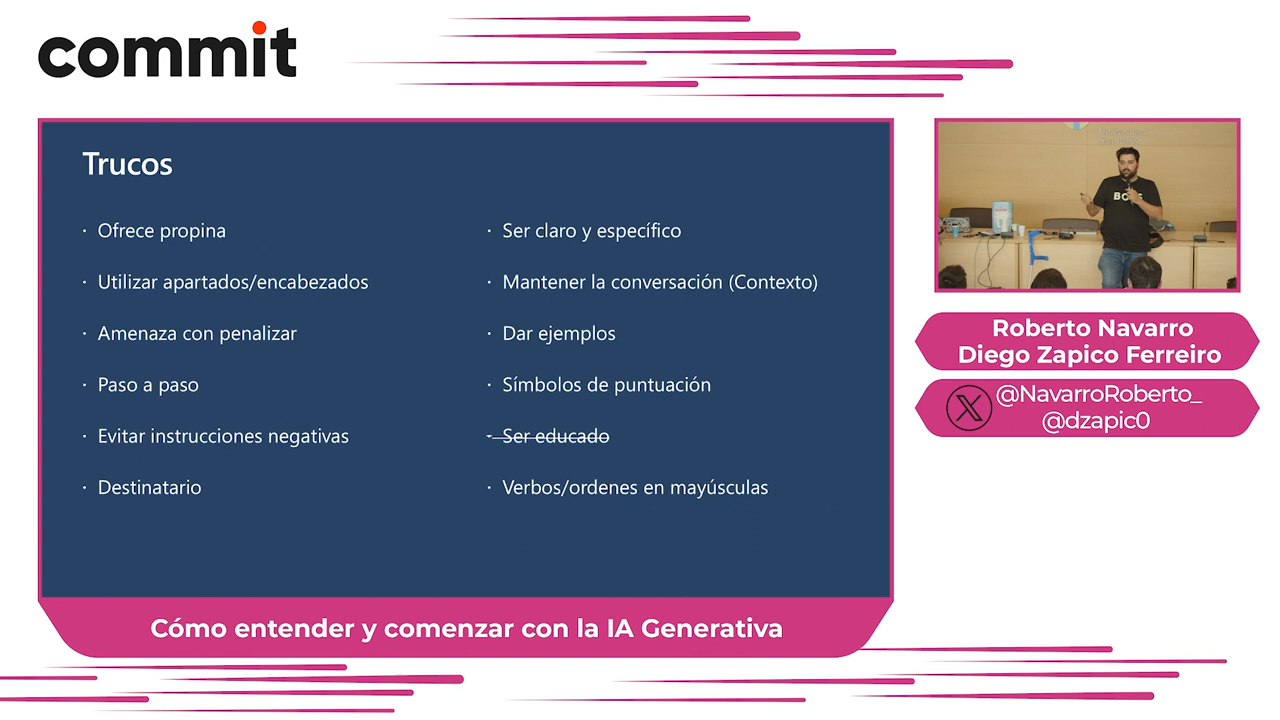 commit
Trucos
· Ofrece propina
· Utilizar apartados/encabezados
· Amenaza con penalizar
· Paso a paso
· Evitar instrucciones negativas
· Destinatario
· Ser claro y específico
· Mantener la conversación (Contexto)
· Dar ejemplos
· Símbolos de puntuación
· Ser educado
· Verbos/ordenes en mayúsculas
Cómo entender y comenzar con la IA Generativa
Roberto Navarro
Diego Zapico Ferreiro
@NavarroRoberto_
@dzapic0